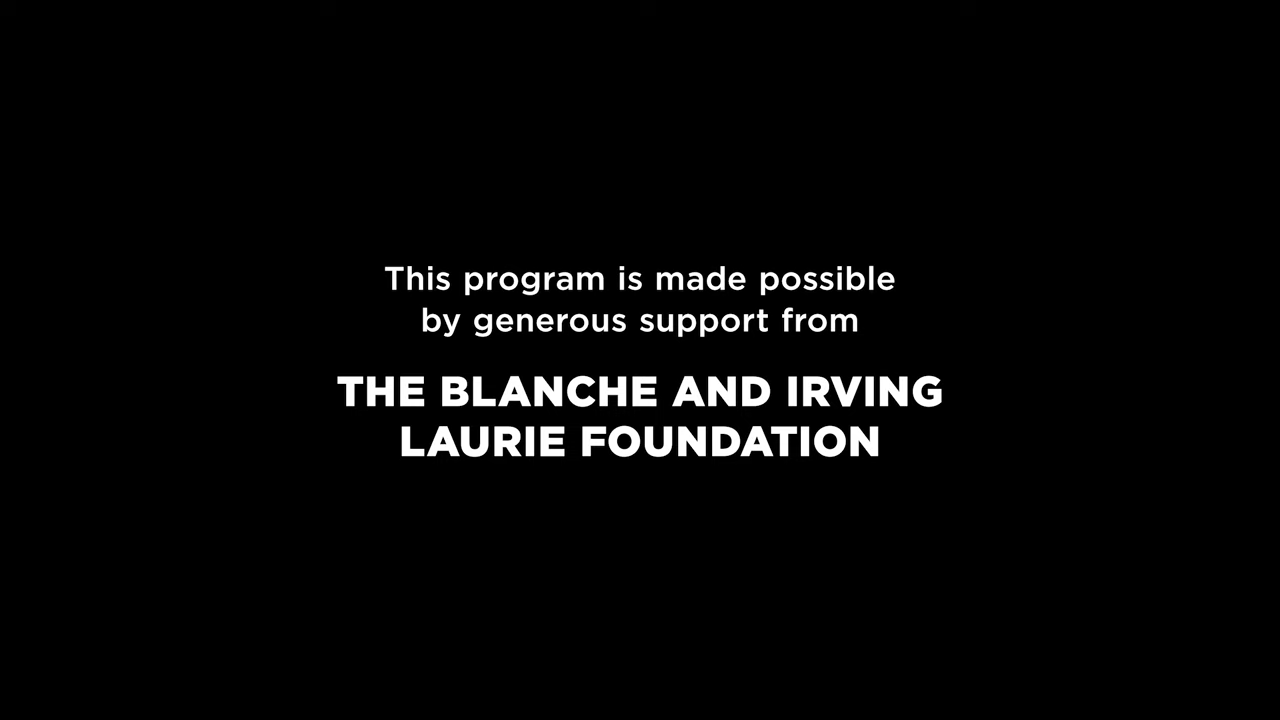 This program is made possible
by generous support from
THE BLANCHE AND IRVING
LAURIE FOUNDATION